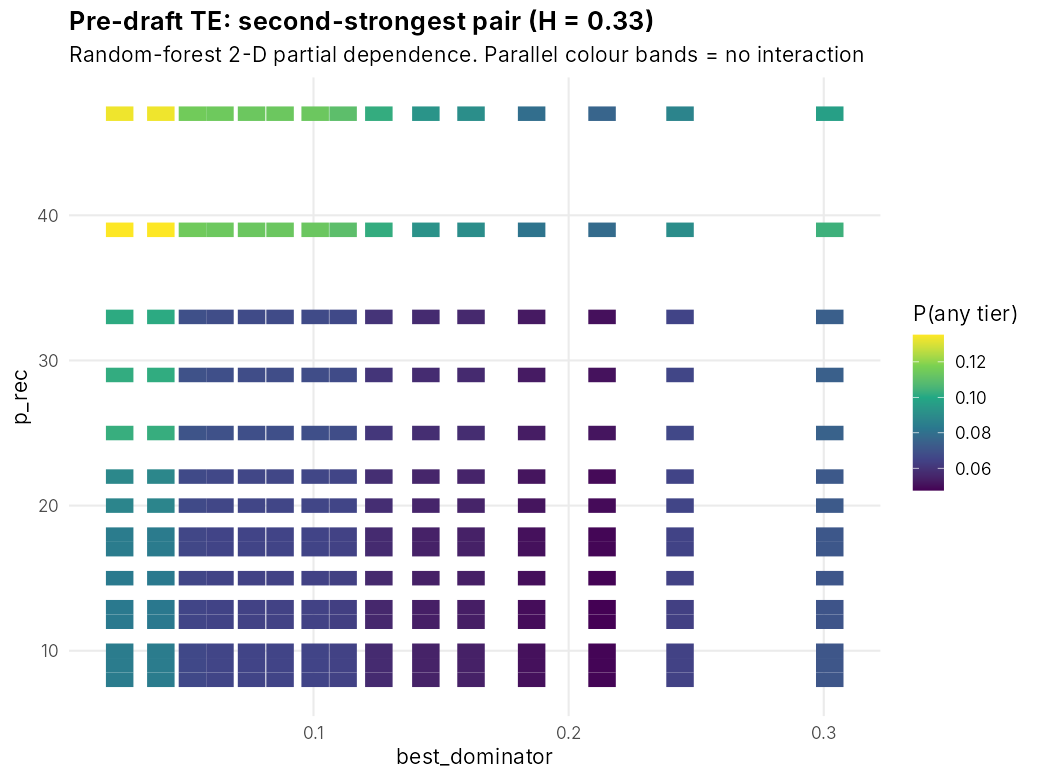 Pre-draft TE: second-strongest pair (H = 0.33)
Random-forest 2-D partial dependence. Parallel colour bands = no interaction
40
30
20
10
p_rec
0.1
0.2
0.3
best_dominator
P(any tier)
0.12
0.10
0.08
0.06